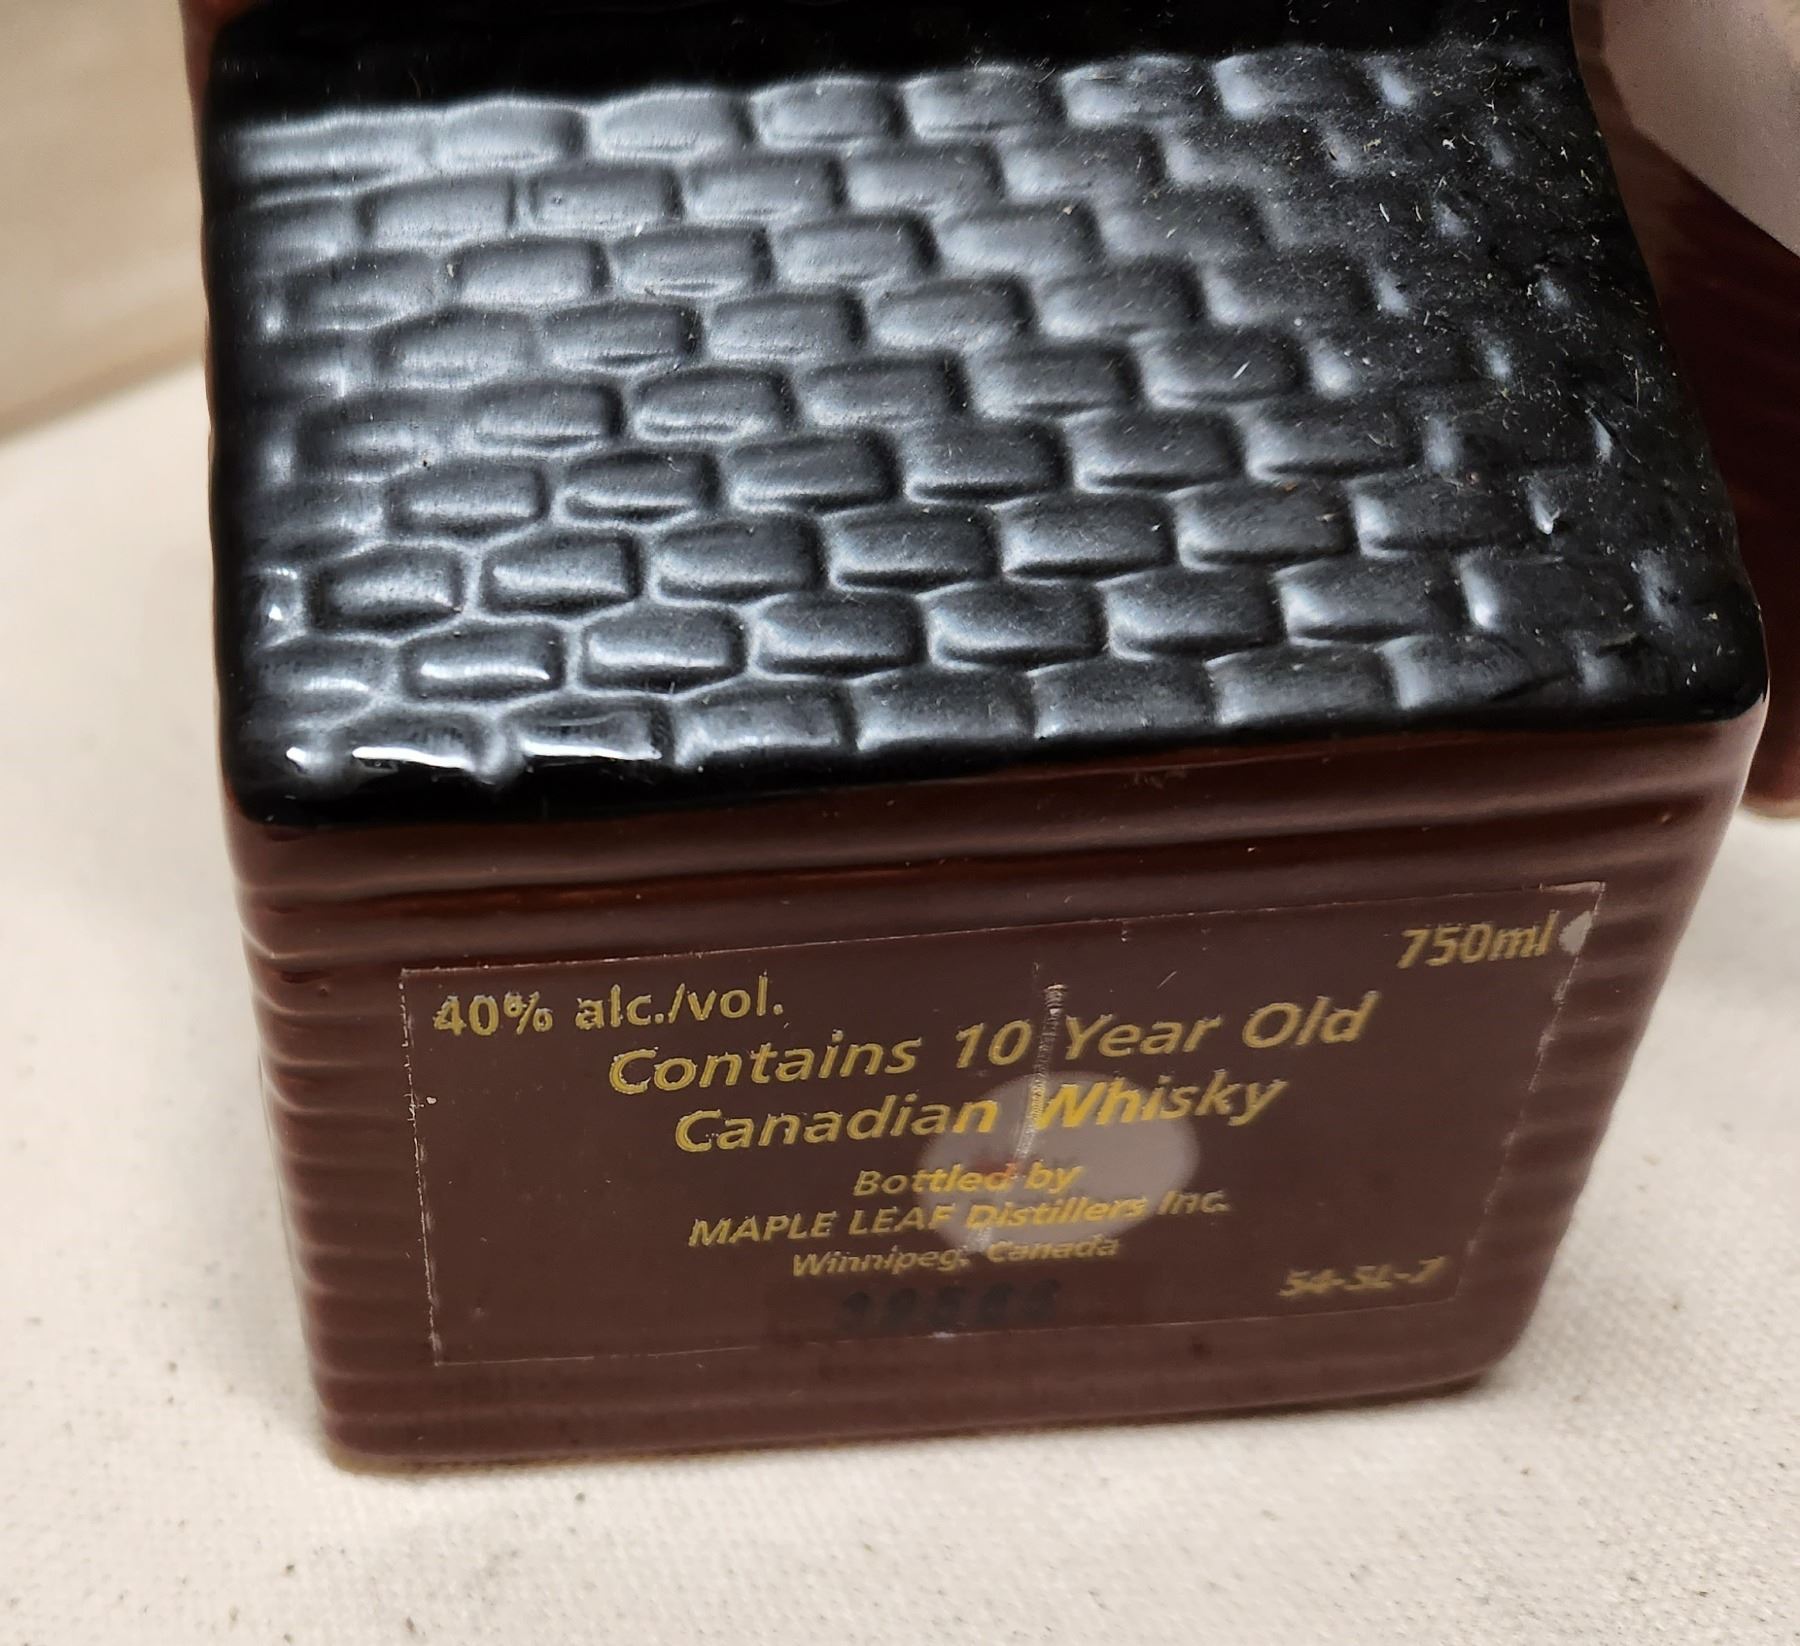 40% alc./vol.
750ml
Contains 10 Year Old
Canadian Whisky
Bottled by
MAPLE LEAF Distillers Inc.
Winnipeg, Canada
54-SL-7